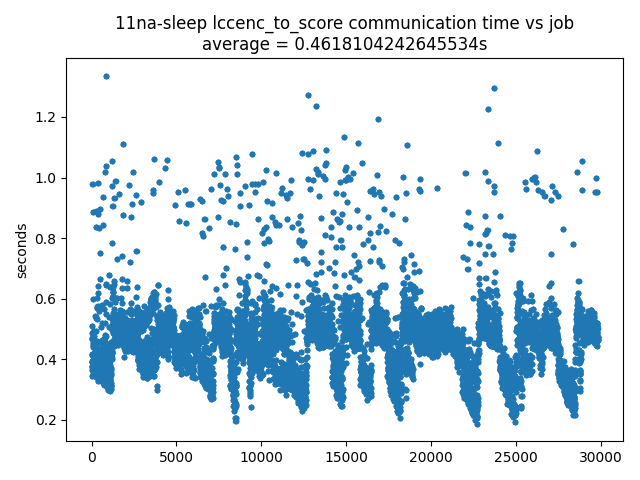 11na-sleep lccenc_to_score communication time vs job
average = 0.4618104242645534s
seconds
1.2
1.0
0.8
0.6
0.4
0.2
0 5000 10000 15000 20000 25000 30000